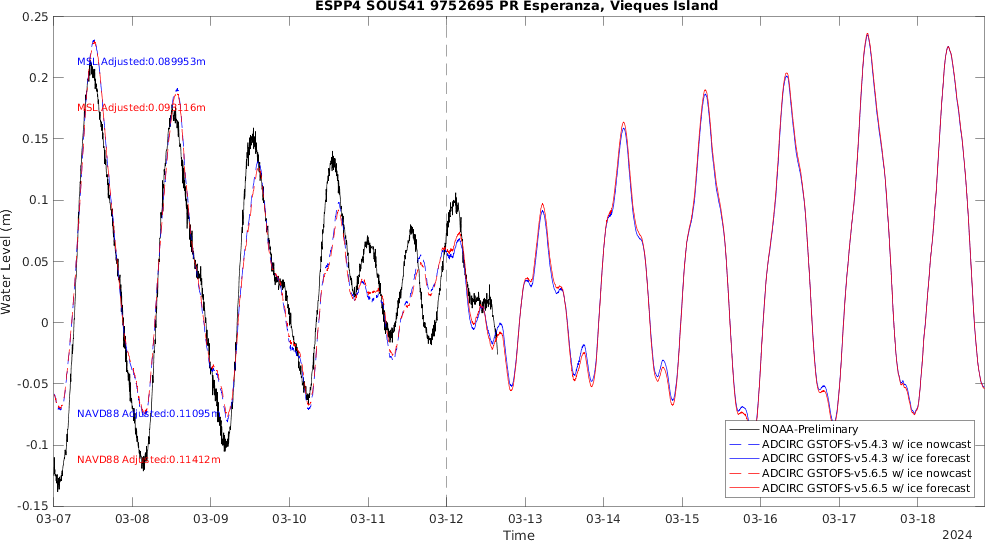 ESPP4 SOUS41 9752695 PR Esperanza, Vieques Island
0.25
0.2
0.15
0.1
0.05
0
-0.05
-0.1
-0.15
Water Level (m)
MSL Adjusted:0.089953m
MSL Adjusted:0.093116m
NAVD88 Adjusted:0.11095m
NAVD88 Adjusted:0.11412m
NOAA-Preliminary
ADCIRC GSTOFS-v5.4.3 w/ ice nowcast
ADCIRC GSTOFS-v5.4.3 w/ ice forecast
ADCIRC GSTOFS-v5.6.5 w/ ice nowcast
ADCIRC GSTOFS-v5.6.5 w/ ice forecast
03-07 03-08 03-09 03-10 03-11 03-12 03-13 03-14 03-15 03-16 03-17 03-18
Time
2024